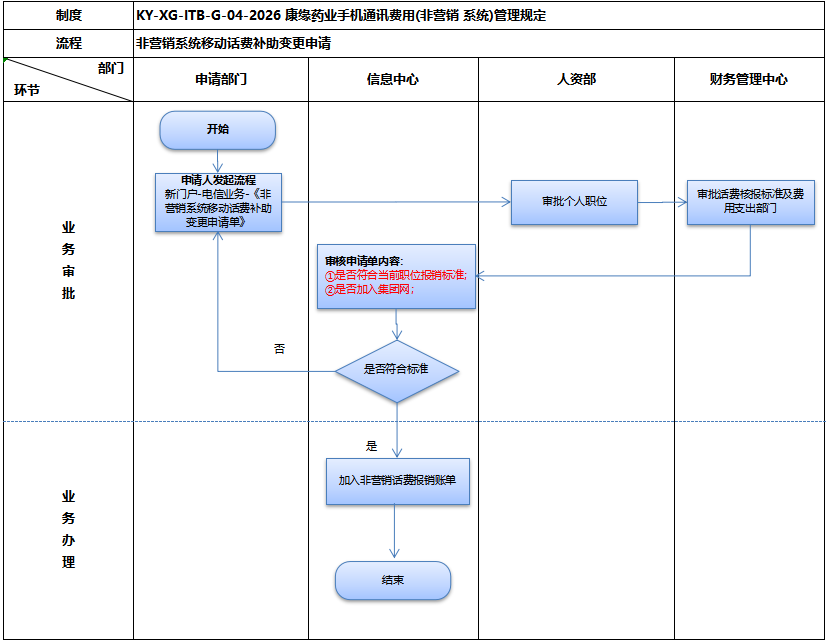 制度
KY-XG-ITB-G-04-2026 康缘药业手机通讯费用(非营销 系统)管理规定
流程
非营销系统移动话费补助变更申请
部门
环节
申请部门
信息中心
人资部
财务管理中心
业务审批
开始
申请人发起流程
新门户-电信业务-《非
营销系统移动话费补助
变更申请单》
审批个人职位
审批话费核报标准及费
用支出部门
审核申请单内容:
①是否符合当前职位报销标准;
②是否加入集团网;
是否符合标准
否
是
业务办理
加入非营销话费报销账单
结束